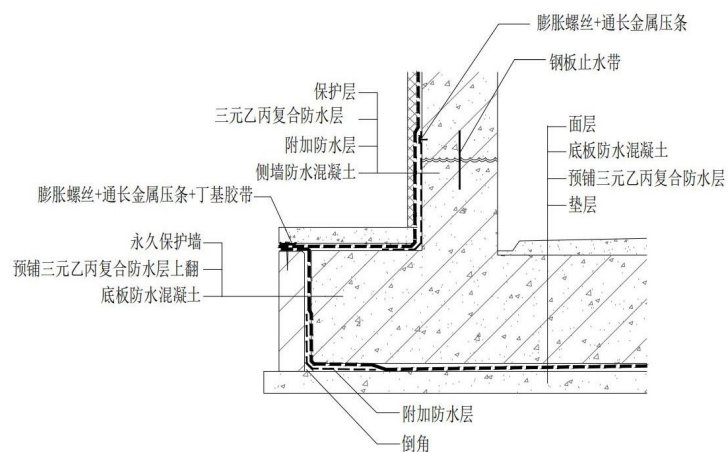 膨胀螺丝+通长金属压条
钢板止水带
保护层
三元乙丙复合防水层
附加防水层
侧墙防水混凝土
面层
底板防水混凝土
预铺三元乙丙复合防水层
垫层
膨胀螺丝+通长金属压条+丁基胶带
永久保护墙
预铺三元乙丙复合防水层上翻
底板防水混凝土
附加防水层
倒角